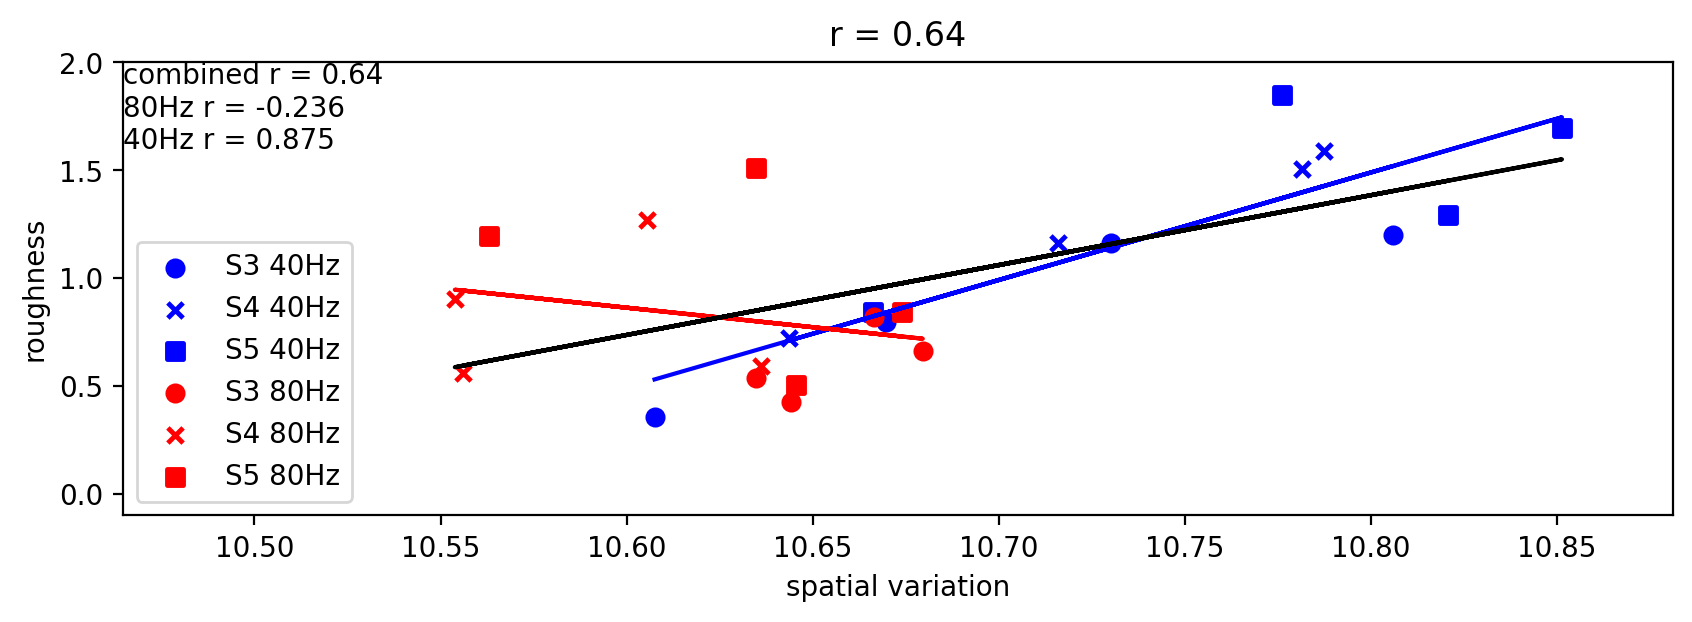 r = 0.64
combined r = 0.64
80Hz r = -0.236
40Hz r = 0.875
2.0
1.5
1.0
0.5
0.0
roughness
S3 40Hz
S4 40Hz
S5 40Hz
S3 80Hz
S4 80Hz
S5 80Hz
10.50 10.55 10.60 10.65 10.70 10.75 10.80 10.85
spatial variation